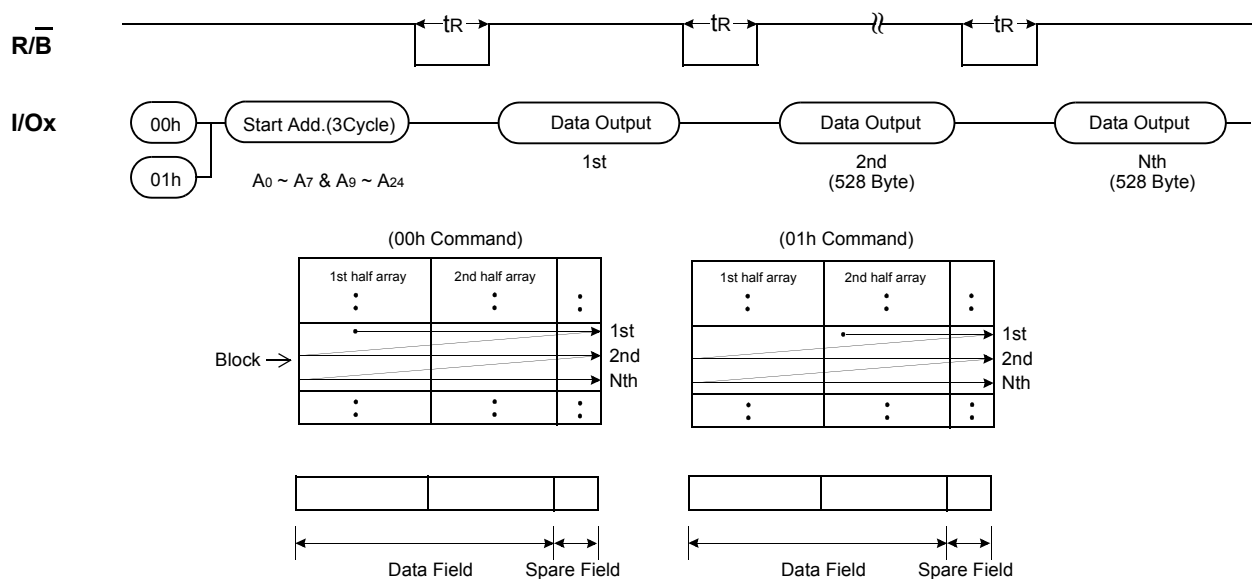 R/B tR tR tR
I/Ox 00h Start Add.(3Cycle) Data Output Data Output Data Output
01h A0 ~ A7 & A9 ~ A24 1st 2nd Nth
(528 Byte) (528 Byte)
(00h Command) (01h Command)
1st half array 2nd half array 1st half array 2nd half array
1st 1st
Block 2nd 2nd
Nth Nth
Data Field Spare Field Data Field Spare Field